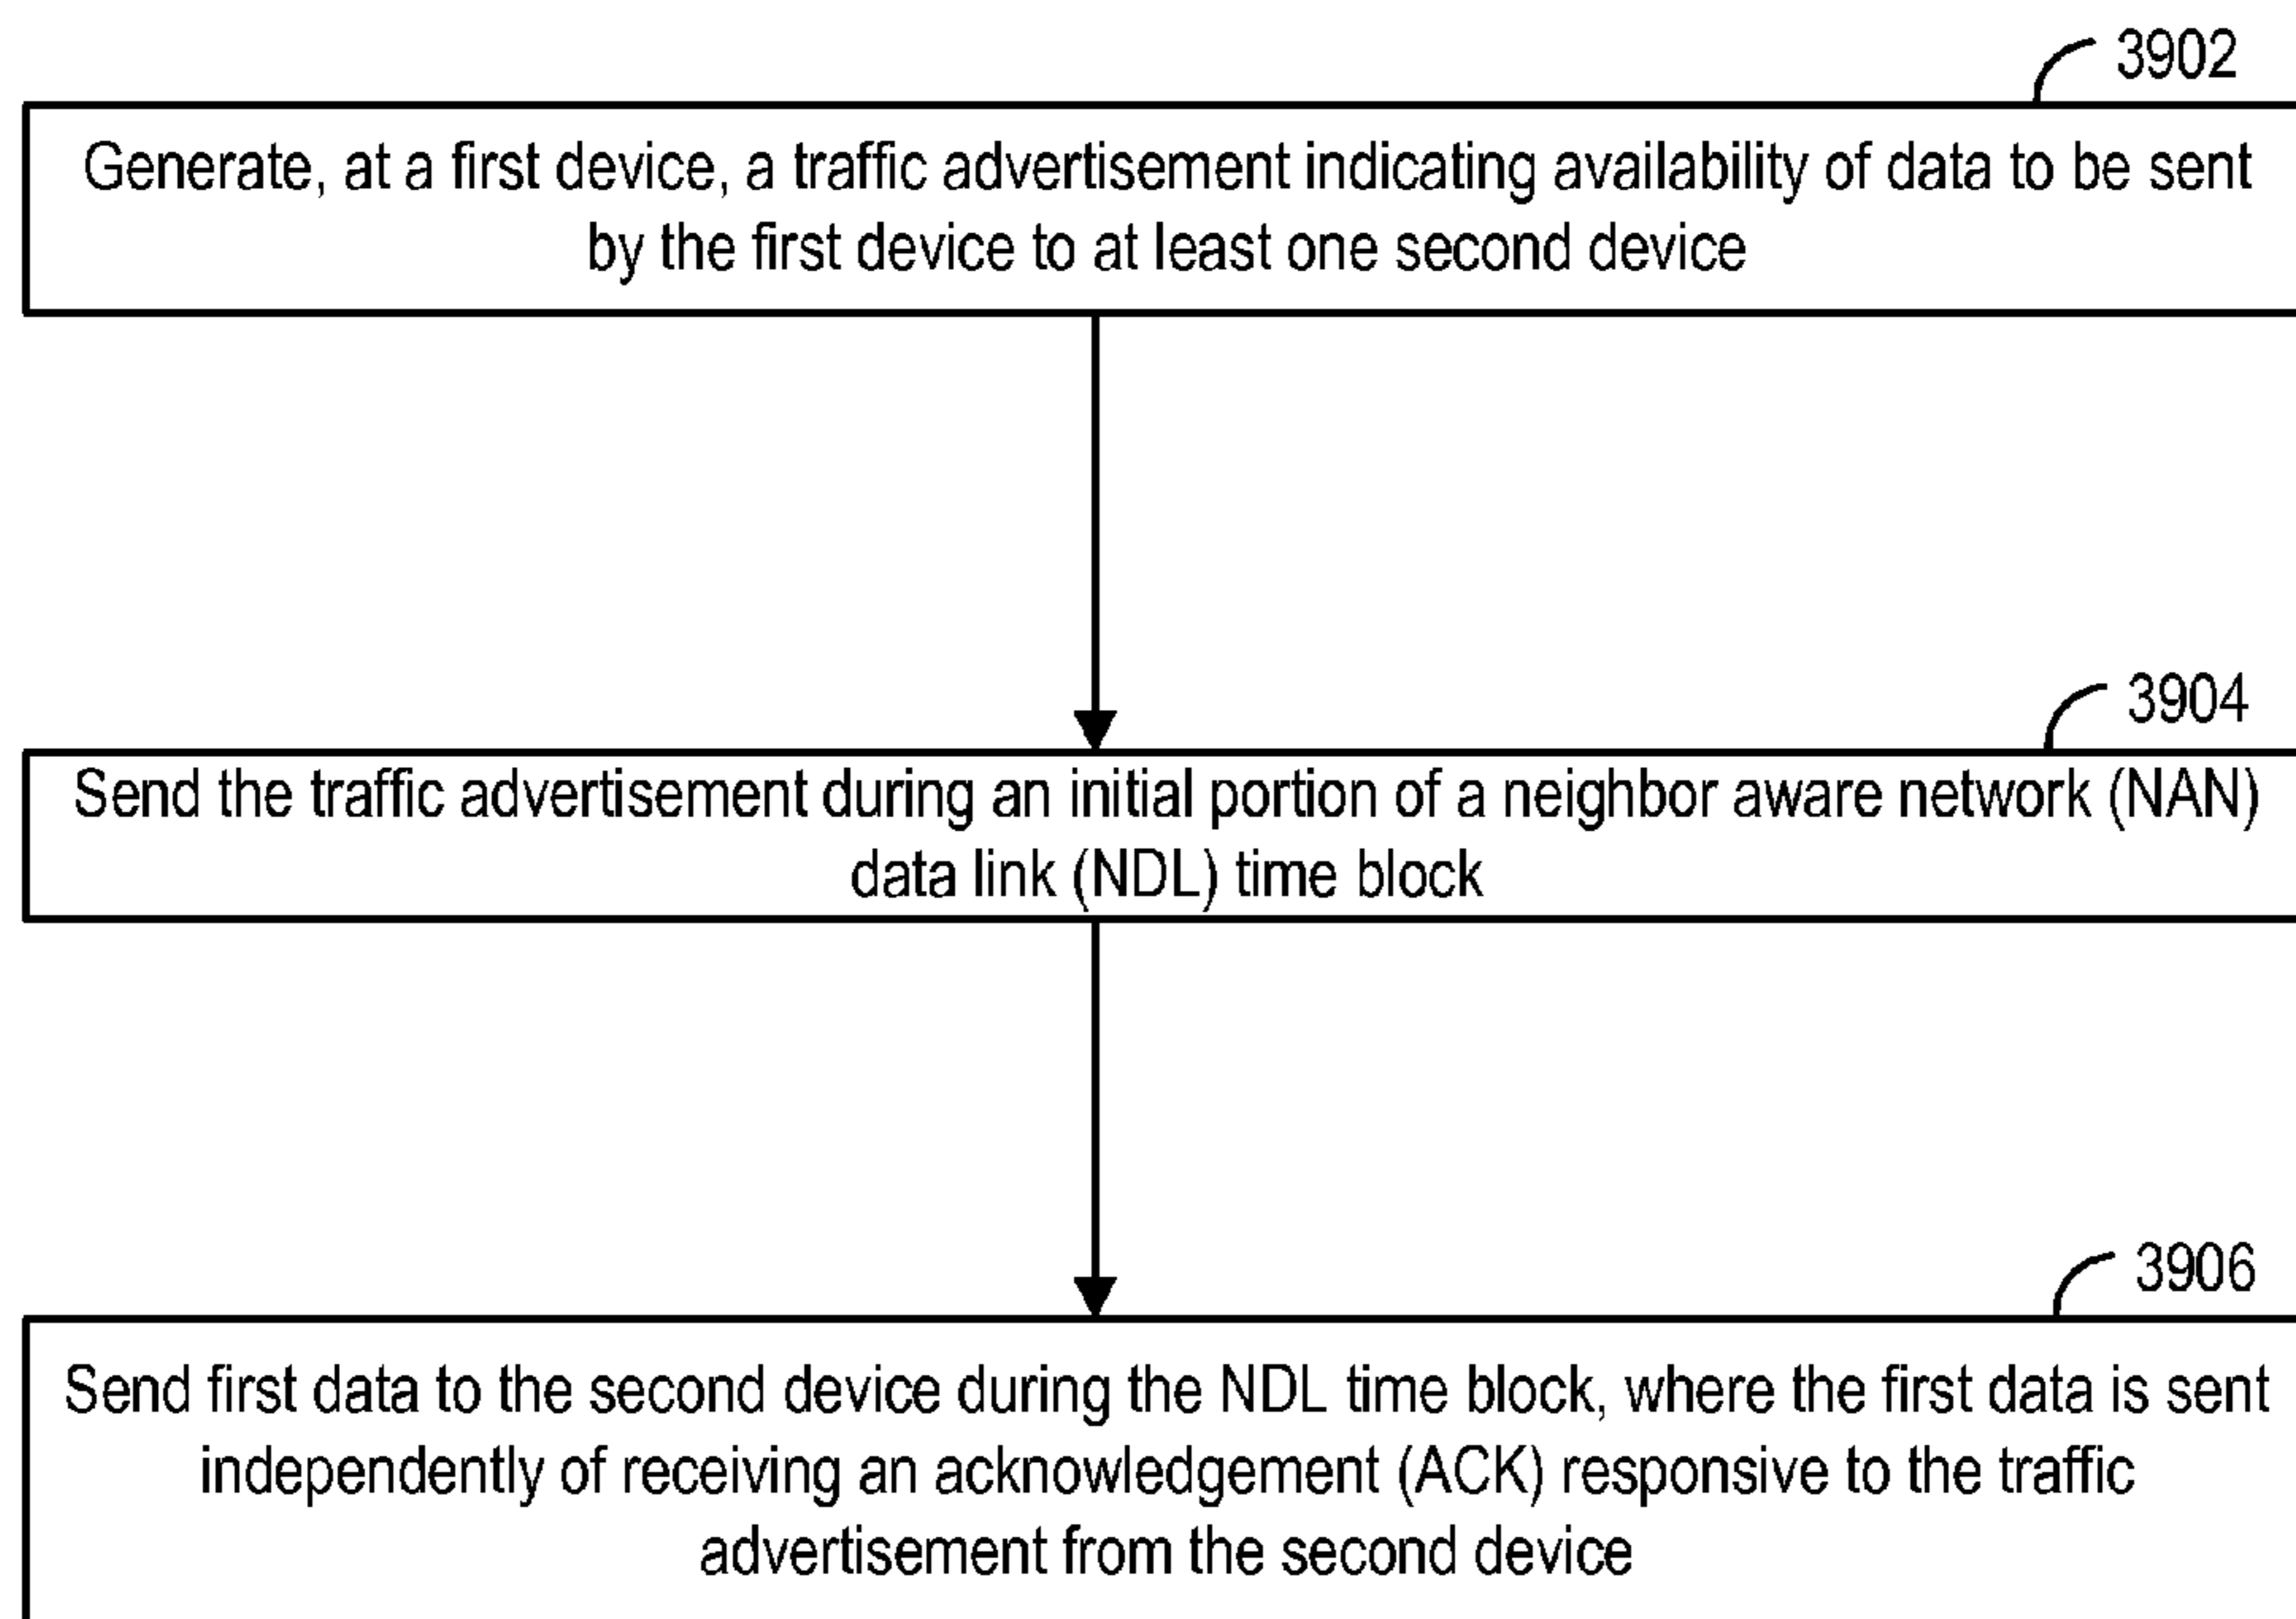 3902
Generate, at a first device, a traffic advertisement indicating availability of data to be sent
by the first device to at least one second device
3904
Send the traffic advertisement during an initial portion of a neighbor aware network (NAN)
data link (NDL) time block
3906
Send first data to the second device during the NDL time block, where the first data is sent
independently of receiving an acknowledgement (ACK) responsive to the traffic
advertisement from the second device